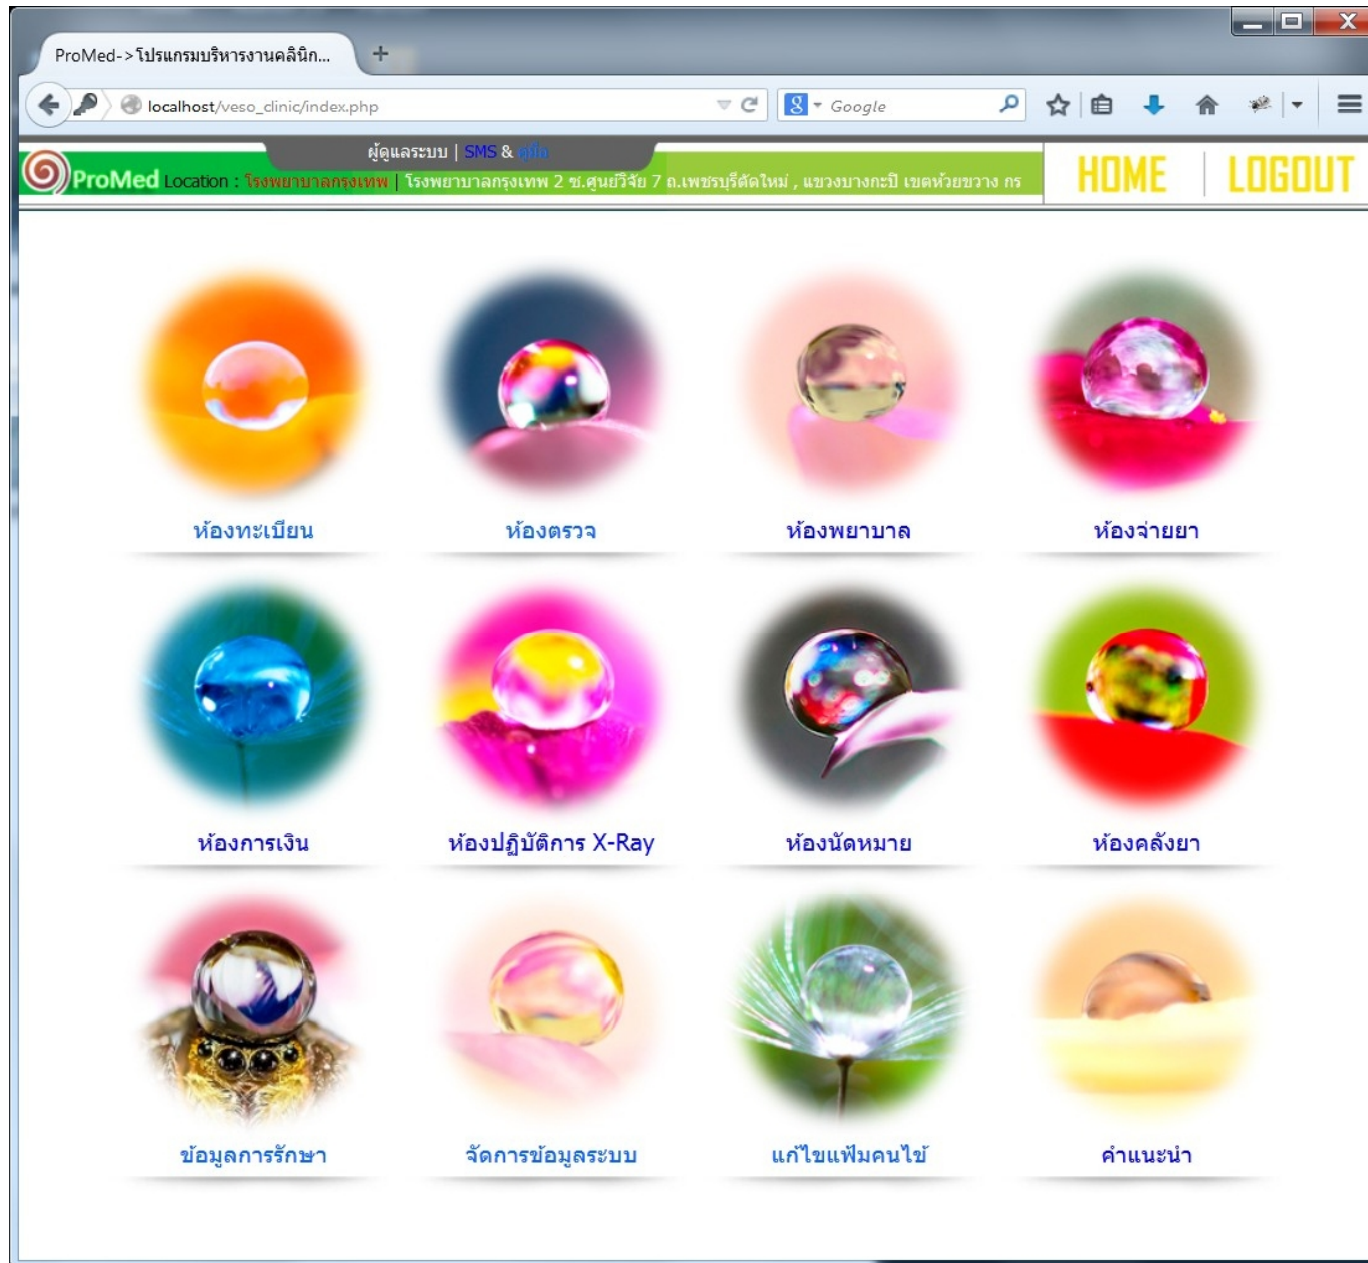 ProMed->โปรแกรมบริหารงานคลินิก...
localhost/veso_clinic/index.php
Google
ผู้ดูแลระบบ | SMS & คู่มือ
ProMed Location : โรงพยาบาลกรุงเทพ | โรงพยาบาลกรุงเทพ 2 ซ.ศูนย์วิจัย 7 ถ.เพชรบุรีตัดใหม่ , แขวงบางกะปิ เขตห้วยขวาง กร
HOME LOGOUT
ห้องทะเบียน ห้องตรวจ ห้องพยาบาล ห้องจ่ายยา
ห้องการเงิน ห้องปฏิบัติการ X-Ray ห้องนัดหมาย ห้องคลังยา
ข้อมูลการรักษา จัดการข้อมูลระบบ แก้ไขแฟ้มคนไข้ คำแนะนำ